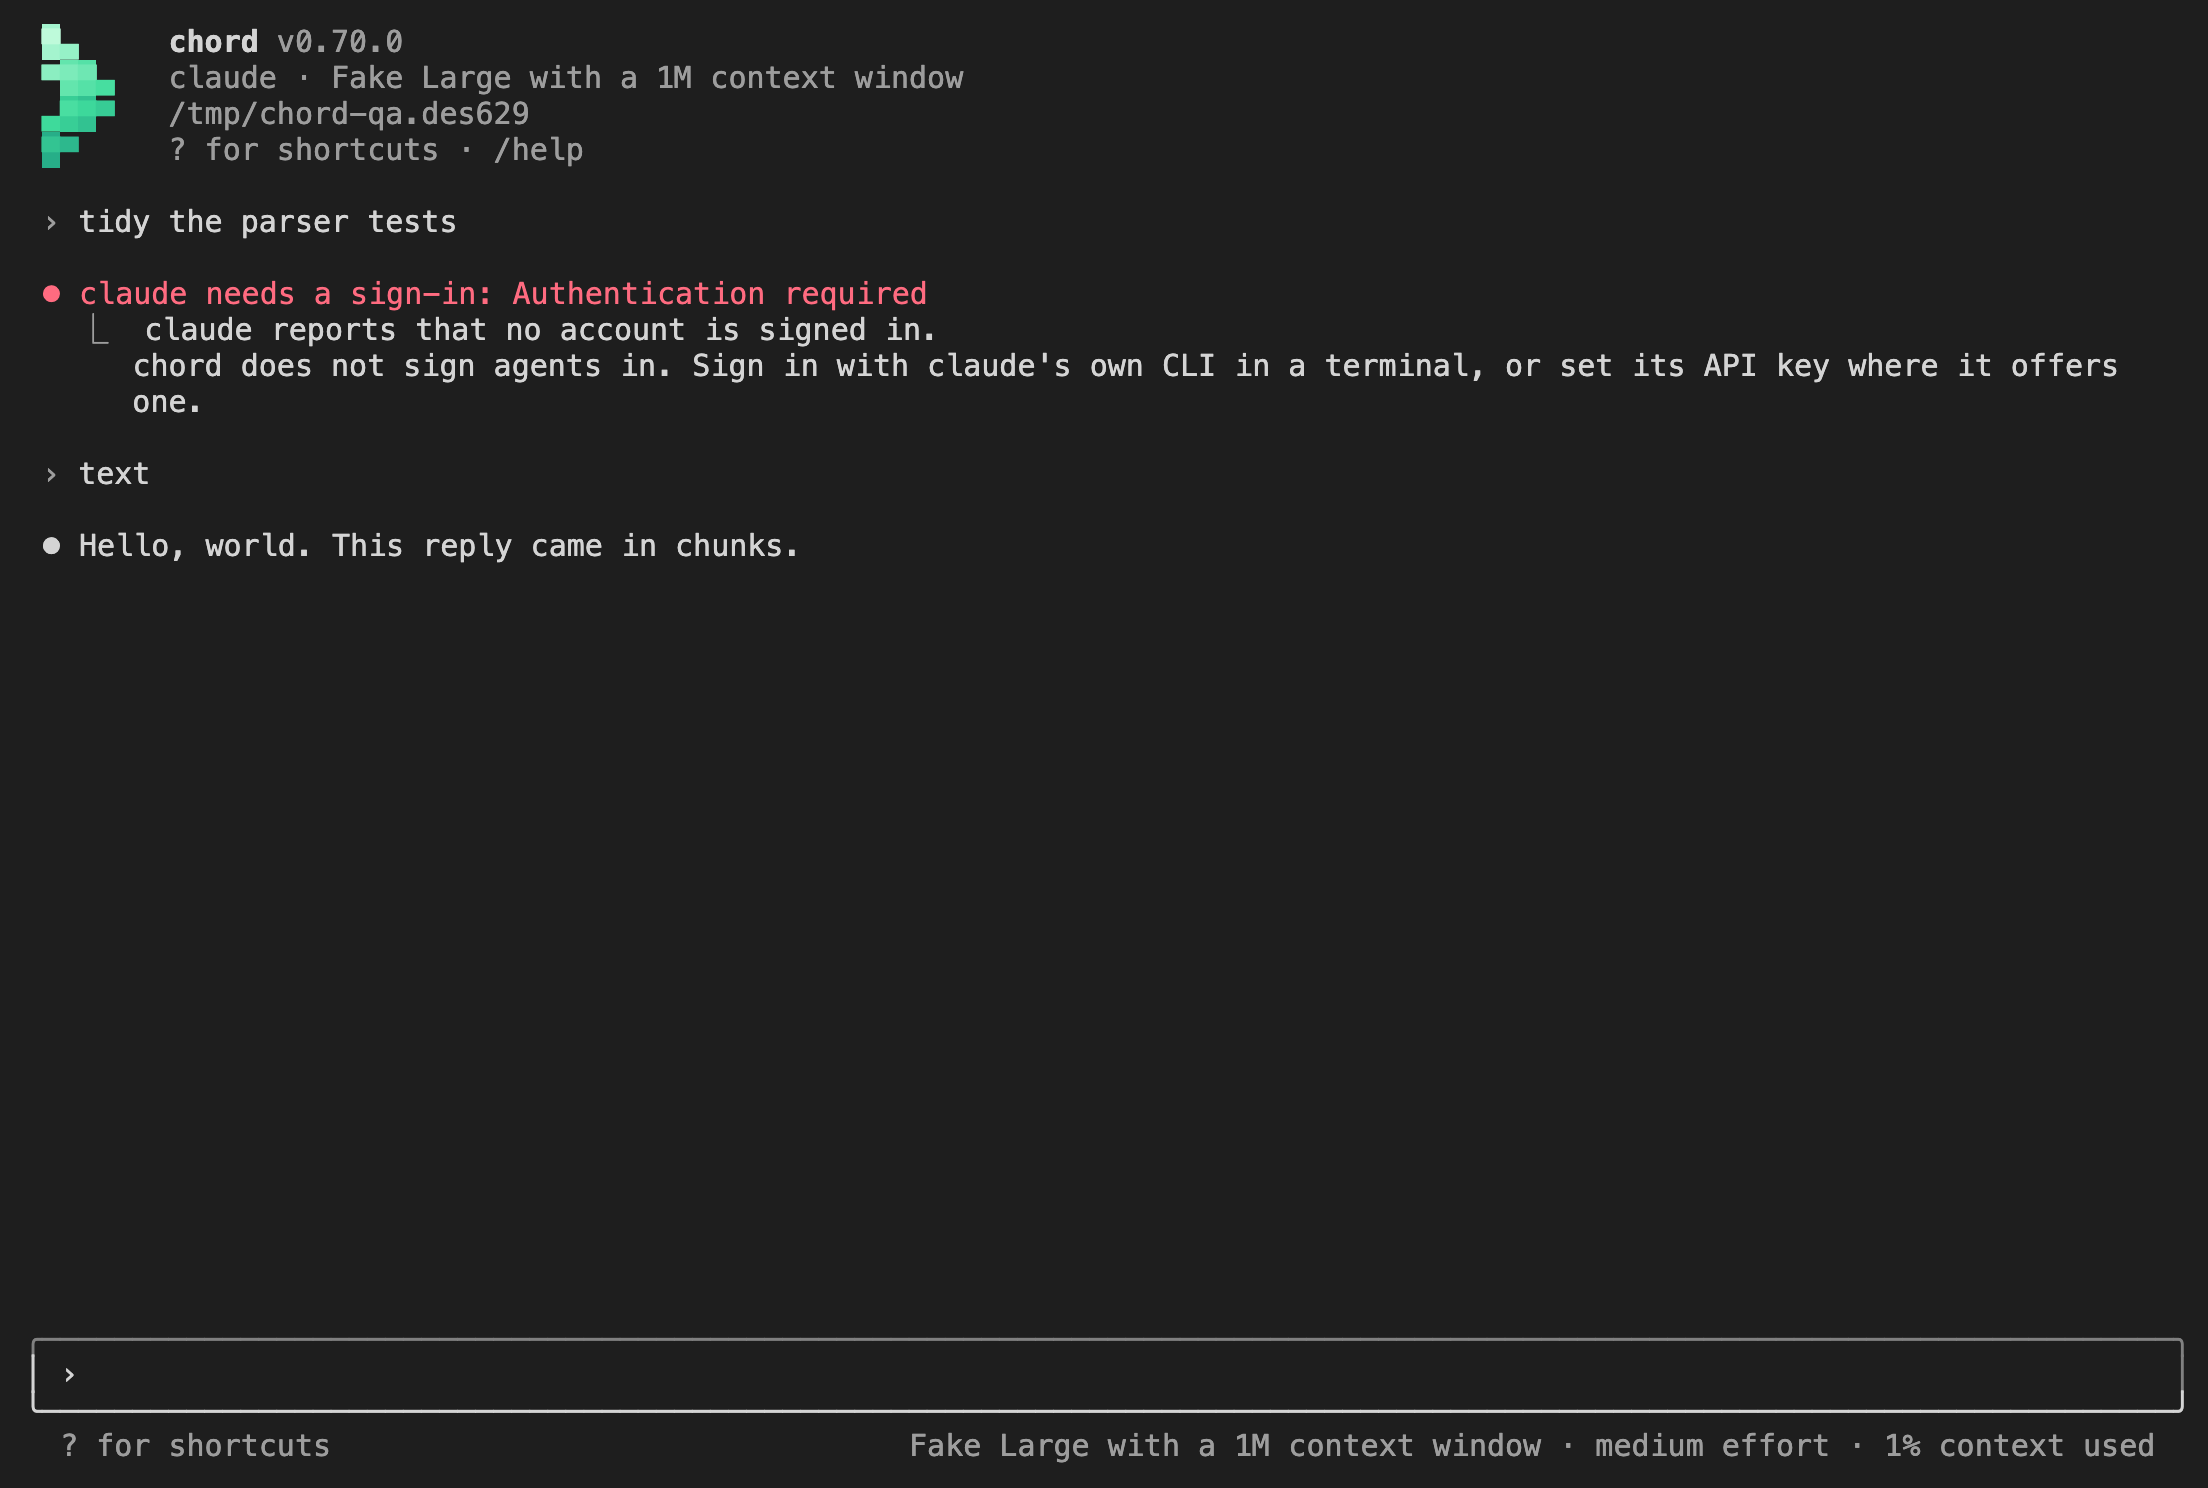 chord v0.70.0
claude · Fake Large with a 1M context window
/tmp/chord-qa.des629
? for shortcuts · /help
› tidy the parser tests
● claude needs a sign-in: Authentication required
⎿ claude reports that no account is signed in.
chord does not sign agents in. Sign in with claude's own CLI in a terminal, or set its API key where it offers
one.
› text
● Hello, world. This reply came in chunks.
›
? for shortcuts Fake Large with a 1M context window · medium effort · 1% context used